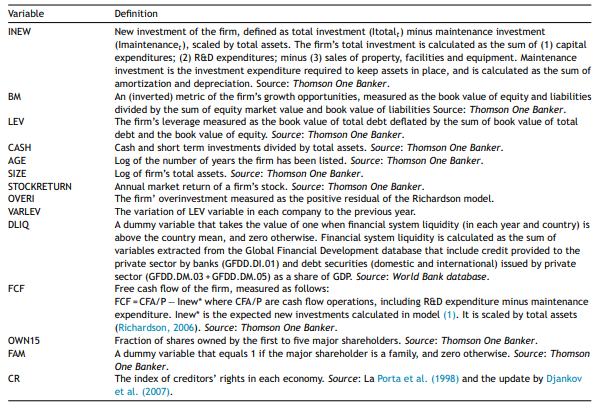 Variable Definition
INEW New investment of the firm, defined as total investment (Itotalt) minus maintenance investment
(Imaintenancet), scaled by total assets. The firm's total investment is calculated as the sum of (1) capital
expenditures; (2) R&D expenditures; minus (3) sales of property, facilities and equipment. Maintenance
investment is the investment expenditure required to keep assets in place, and is calculated as the sum of
amortization and depreciation. Source: Thomson One Banker.
BM An (inverted) metric of the firm's growth opportunities, measured as the book value of equity and liabilities
divided by the sum of equity market value and book value of liabilities Source: Thomson One Banker.
LEV The firm's leverage measured as the book value of total debt deflated by the sum of book value of total
debt and the book value of equity. Source: Thomson One Banker.
CASH Cash and short term investments divided by total assets. Source: Thomson One Banker.
AGE Log of the number of years the firm has been listed. Source: Thomson One Banker.
SIZE Log of firm's total assets. Source: Thomson One Banker.
STOCKRETURN Annual market return of a firm's stock. Source: Thomson One Banker.
OVERI The firm' overinvestment measured as the positive residual of the Richardson model.
VARLEV The variation of LEV variable in each company to the previous year.
DLIQ A dummy variable that takes the value of one when financial system liquidity (in each year and country) is
above the country mean, and zero otherwise. Financial system liquidity is calculated as the sum of
variables extracted from the Global Financial Development database that include credit provided to the
private sector by banks (GFDD.DI.01) and debt securities (domestic and international) issued by private
sector (GFDD.DM.03 + GFDD.DM.05) as a share of GDP. Source: World Bank database.
FCF Free cash flow of the firm, measured as follows:
FCF = CFA/P − Inew* where CFA/P are cash flow operations, including R&D expenditure minus maintenance
expenditure. Inew* is the expected new investments calculated in model (1). It is scaled by total assets
(Richardson, 2006). Source: Thomson One Banker.
OWN15 Fraction of shares owned by the first to five major shareholders. Source: Thomson One Banker.
FAM A dummy variable that equals 1 if the major shareholder is a family, and zero otherwise. Source: Thomson
One Banker.
CR The index of creditors' rights in each economy. Source: La Porta et al. (1998) and the update by Djankov
et al. (2007).